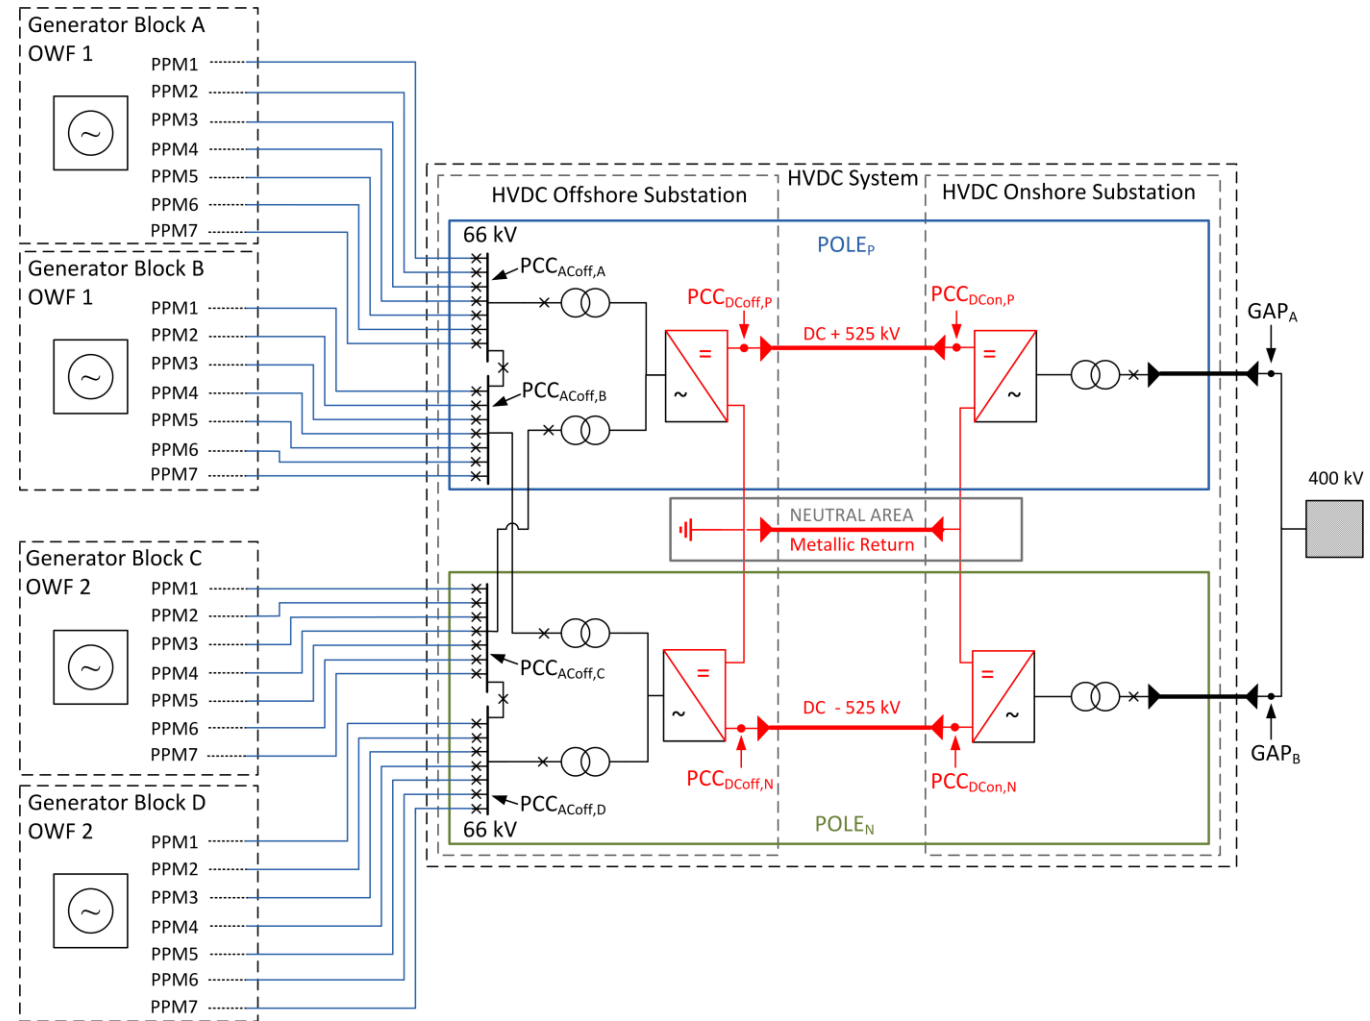 Generator Block A
OWF 1
PPM1
PPM2
PPM3
PPM4
PPM5
PPM6
PPM7
~
Generator Block B
OWF 1
PPM1
PPM2
PPM3
PPM4
PPM5
PPM6
PPM7
~
Generator Block C
OWF 2
PPM1
PPM2
PPM3
PPM4
PPM5
PPM6
PPM7
~
Generator Block D
OWF 2
PPM1
PPM2
PPM3
PPM4
PPM5
PPM6
PPM7
~
HVDC System
HVDC Offshore Substation
HVDC Onshore Substation
66 kV
POLEP
PCCACoff,A
PCCDCoff,P
PCCDCon,P
DC + 525 kV
=
~
=
~
PCCACoff,B
GAPA
400 kV
NEUTRAL AREA
Metallic Return
PCCACoff,C
=
~
=
~
DC - 525 kV
PCCDCoff,N
PCCDCon,N
GAPB
PCCACoff,D
66 kV
POLEN